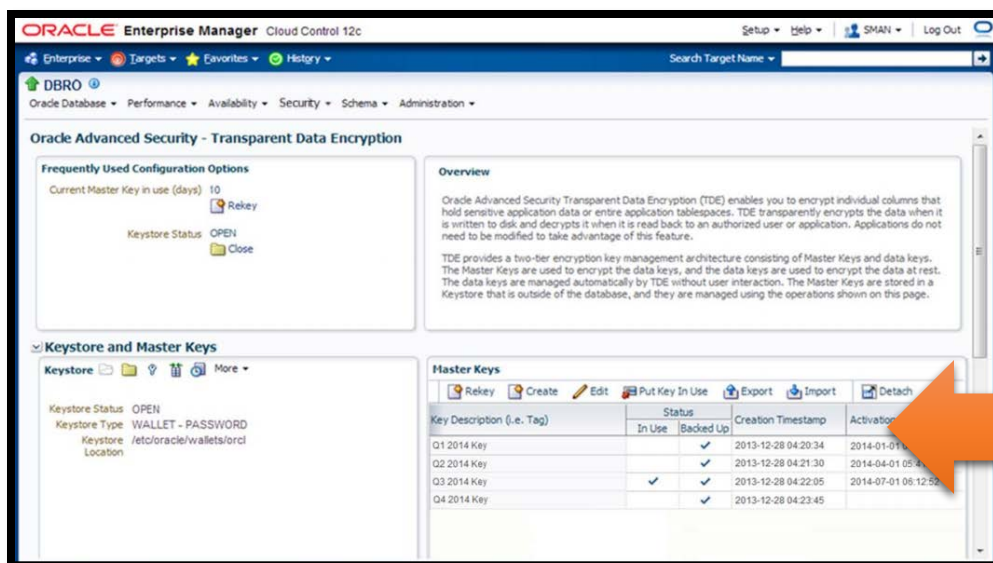 ORACLE Enterprise Manager Cloud Control 12c
Setup Help SMAN Log Out
Enterprise Targets Favorites History Search Target Name
DBRO
Oracle Database Performance Availability Security Schema Administration
Oracle Advanced Security - Transparent Data Encryption
Frequently Used Configuration Options
Current Master Key in use (days) 10
Rekey
Keystore Status OPEN
Close
Overview
Oracle Advanced Security Transparent Data Encryption (TDE) enables you to encrypt individual columns that
hold sensitive application data or entire application tablespaces. TDE transparently encrypts the data when it
is written to disk and decrypts it when it is read back to an authorized user or application. Applications do not
need to be modified to take advantage of this feature.
TDE provides a two-tier encryption key management architecture consisting of Master Keys and data keys.
The Master Keys are used to encrypt the data keys, and the data keys are used to encrypt the data at rest.
The data keys are managed automatically by TDE without user interaction. The Master Keys are stored in a
Keystore that is outside of the database, and they are managed using the operations shown on this page.
Keystore and Master Keys
Keystore More
Keystore Status OPEN
Keystore Type WALLET - PASSWORD
Keystore /etc/oracle/wallets/orcl
Location
Master Keys
Rekey Create Edit Put Key In Use Export Import Detach
Key Description (i.e. Tag) Status Creation Timestamp
In Use Backed Up
Q1 2014 Key 2013-12-28 04:20:34 2014-01-01
Q2 2014 Key 2013-12-28 04:21:30 2014-04-01
Q3 2014 Key 2013-12-28 04:22:05 2014-07-01 06:12:52
Q4 2014 Key 2013-12-28 04:23:45